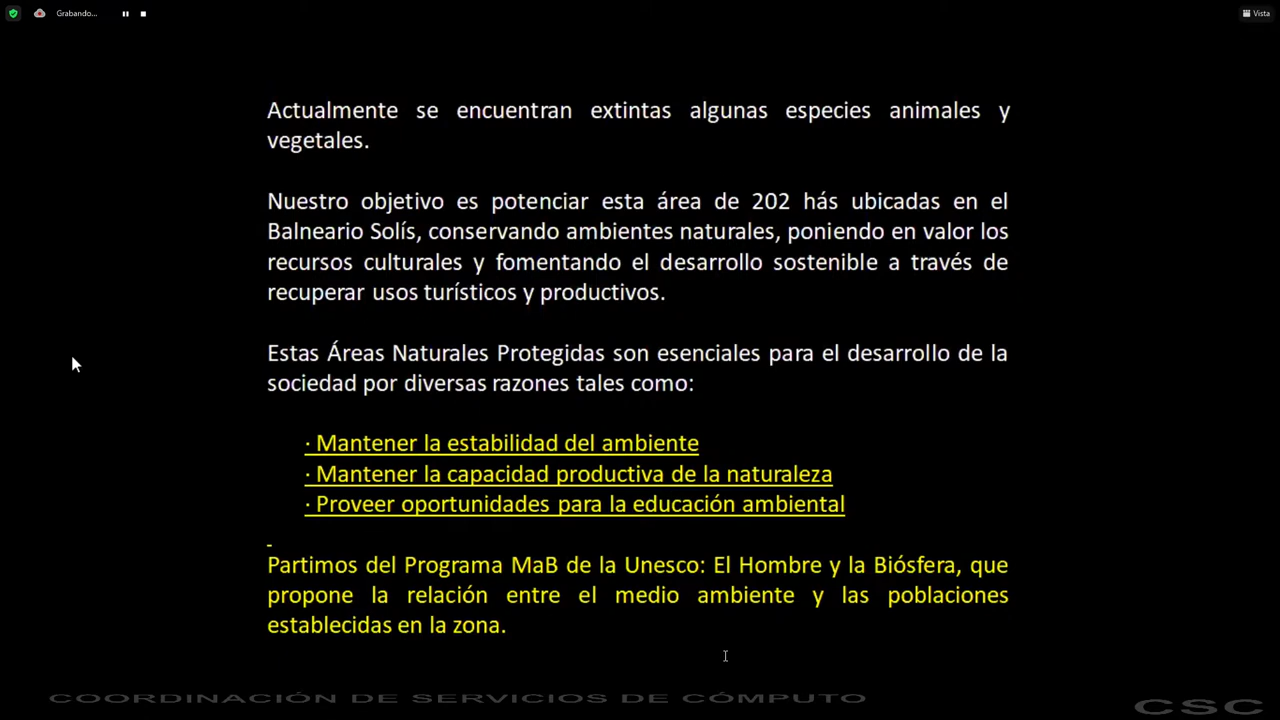 Grabando...
Vista
Actualmente se encuentran extintas algunas especies animales y
vegetales.
Nuestro objetivo es potenciar esta área de 202 hás ubicadas en el
Balneario Solís, conservando ambientes naturales, poniendo en valor los
recursos culturales y fomentando el desarrollo sostenible a través de
recuperar usos turísticos y productivos.
Estas Áreas Naturales Protegidas son esenciales para el desarrollo de la
sociedad por diversas razones tales como:
· Mantener la estabilidad del ambiente
· Mantener la capacidad productiva de la naturaleza
· Proveer oportunidades para la educación ambiental
Partimos del Programa MaB de la Unesco: El Hombre y la Biósfera, que
propone la relación entre el medio ambiente y las poblaciones
establecidas en la zona.
COORDINACIÓN DE SERVICIOS DE CÓMPUTO
CSC